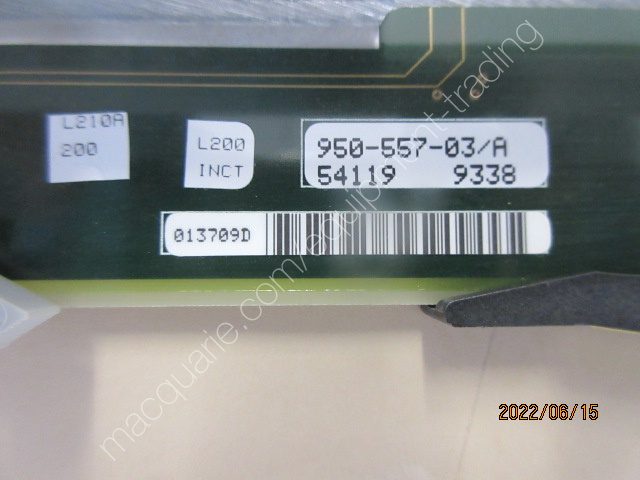 L210A
200
L200
INCT
950-557-03/A
54119 9338
013709D
macquarie.com/equipment-trading
2022/06/15